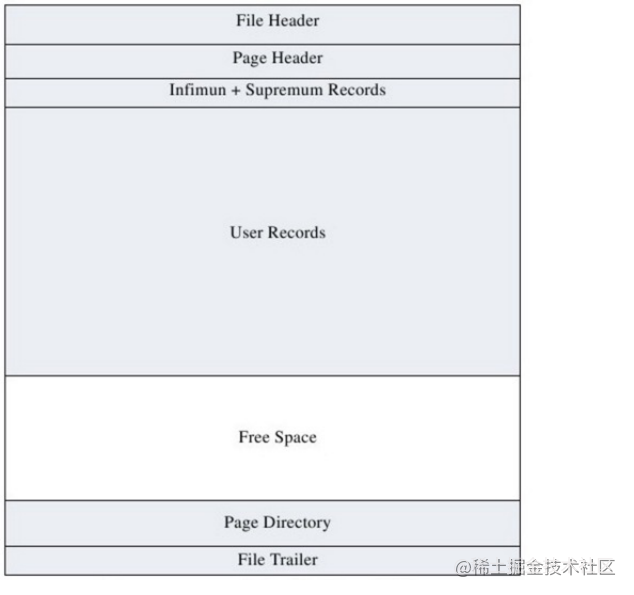 File Header
Page Header
Infimun + Supremum Records
User Records
Free Space
Page Directory
File Trailer
@稀土掘金技术社区